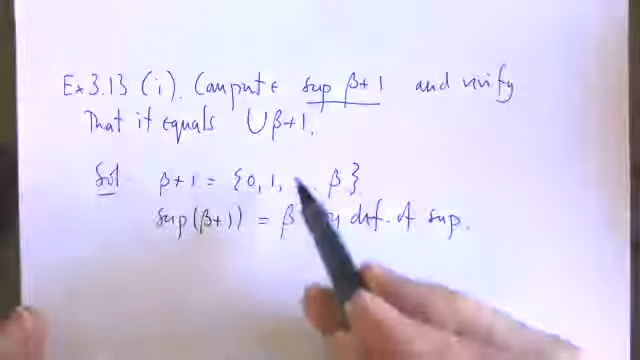 Ex 3.13 (i). Compute sup β+1 and verify
That it equals ∪β+1.
Sol. β+1 = {0, 1, .. β}.
sup(β+1) = β by def. of sup.